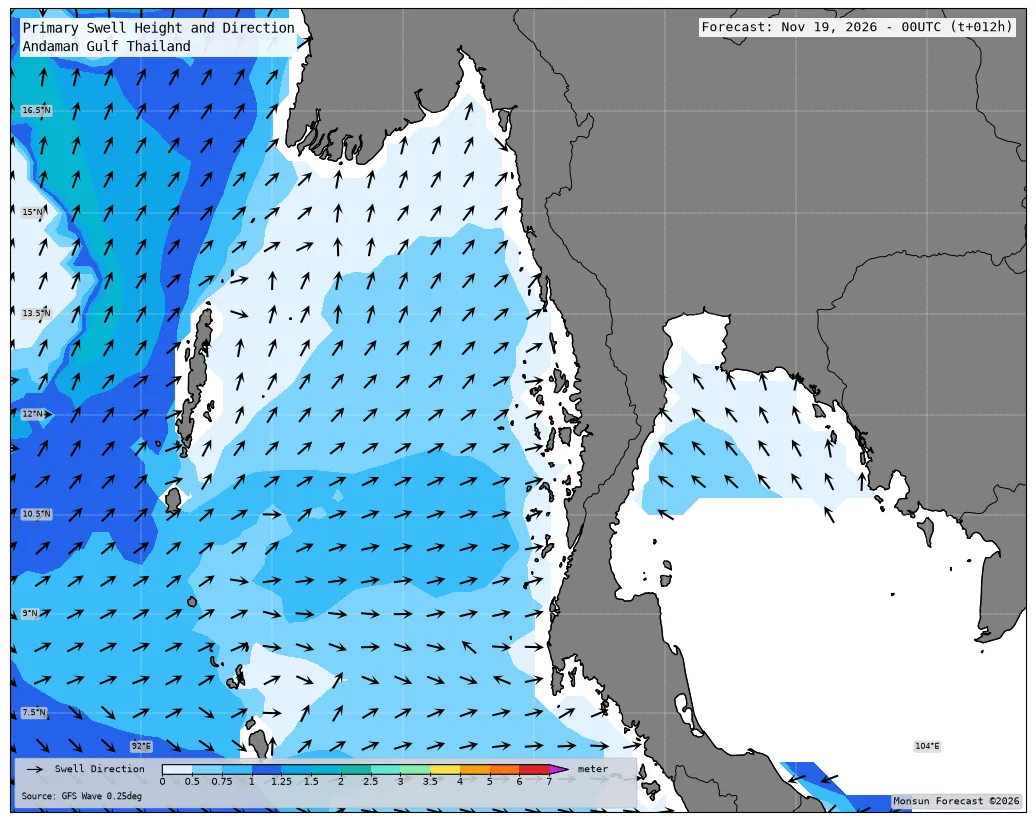 Primary Swell Height and Direction
Andaman Gulf Thailand
Forecast: Nov 19, 2026 - 00UTC (t+012h)
16.5°N
15°N
13.5°N
12°N
10.5°N
9°N
7.5°N
92°E
104°E
Swell Direction
0 0.5 0.75 1.25 1.5 2 2.5 3 3.5 4 5 6 7
meter
Source: GFS Wave 0.25deg
Monsun Forecast ©2026